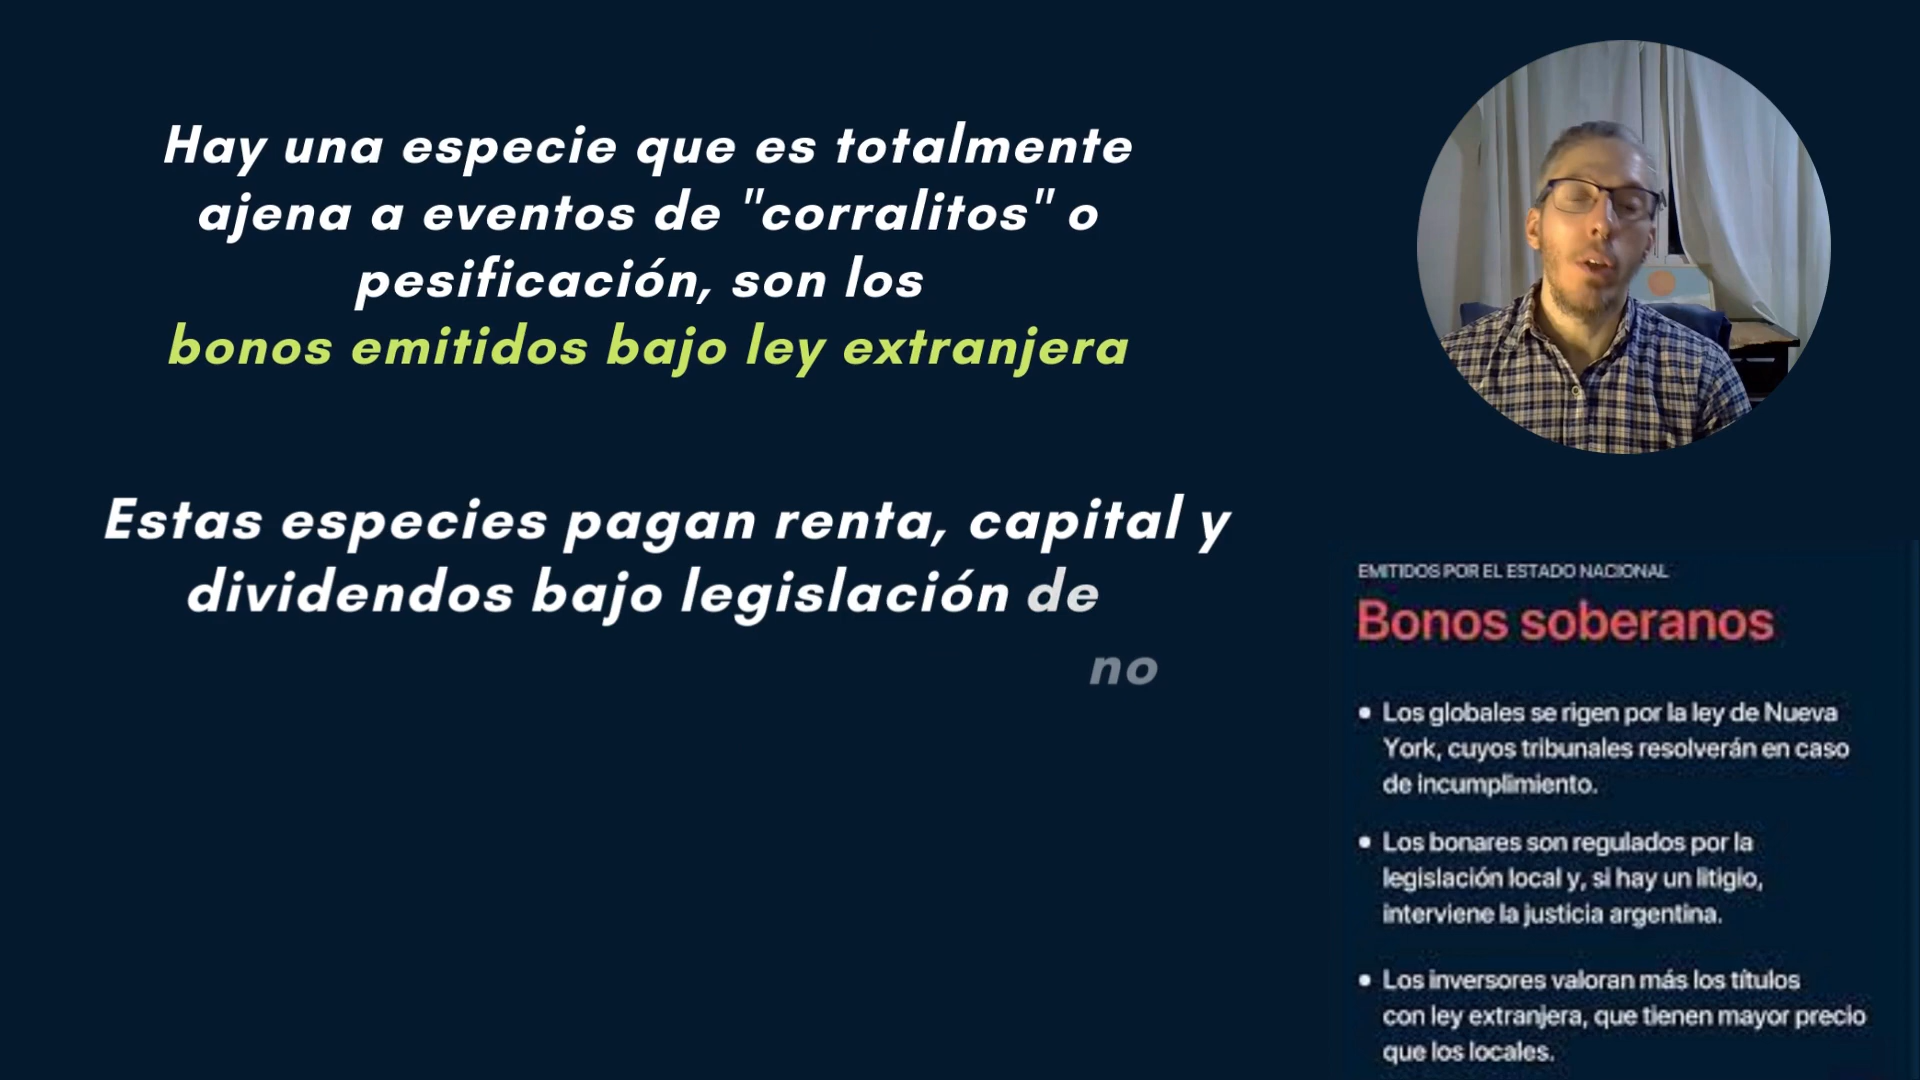 Hay una especie que es totalmente
ajena a eventos de "corralitos" o
pesificación, son los
bonos emitidos bajo ley extranjera
Estas especies pagan renta, capital y
dividendos bajo legislación de
no
EMITIDOS POR EL ESTADO NACIONAL
Bonos soberanos
• Los globales se rigen por la ley de Nueva
York, cuyos tribunales resolverán en caso
de incumplimiento.
• Los bonares son regulados por la
legislación local y, si hay un litigio,
interviene la justicia argentina.
• Los inversores valoran más los títulos
con ley extranjera, que tienen mayor precio
que los locales.